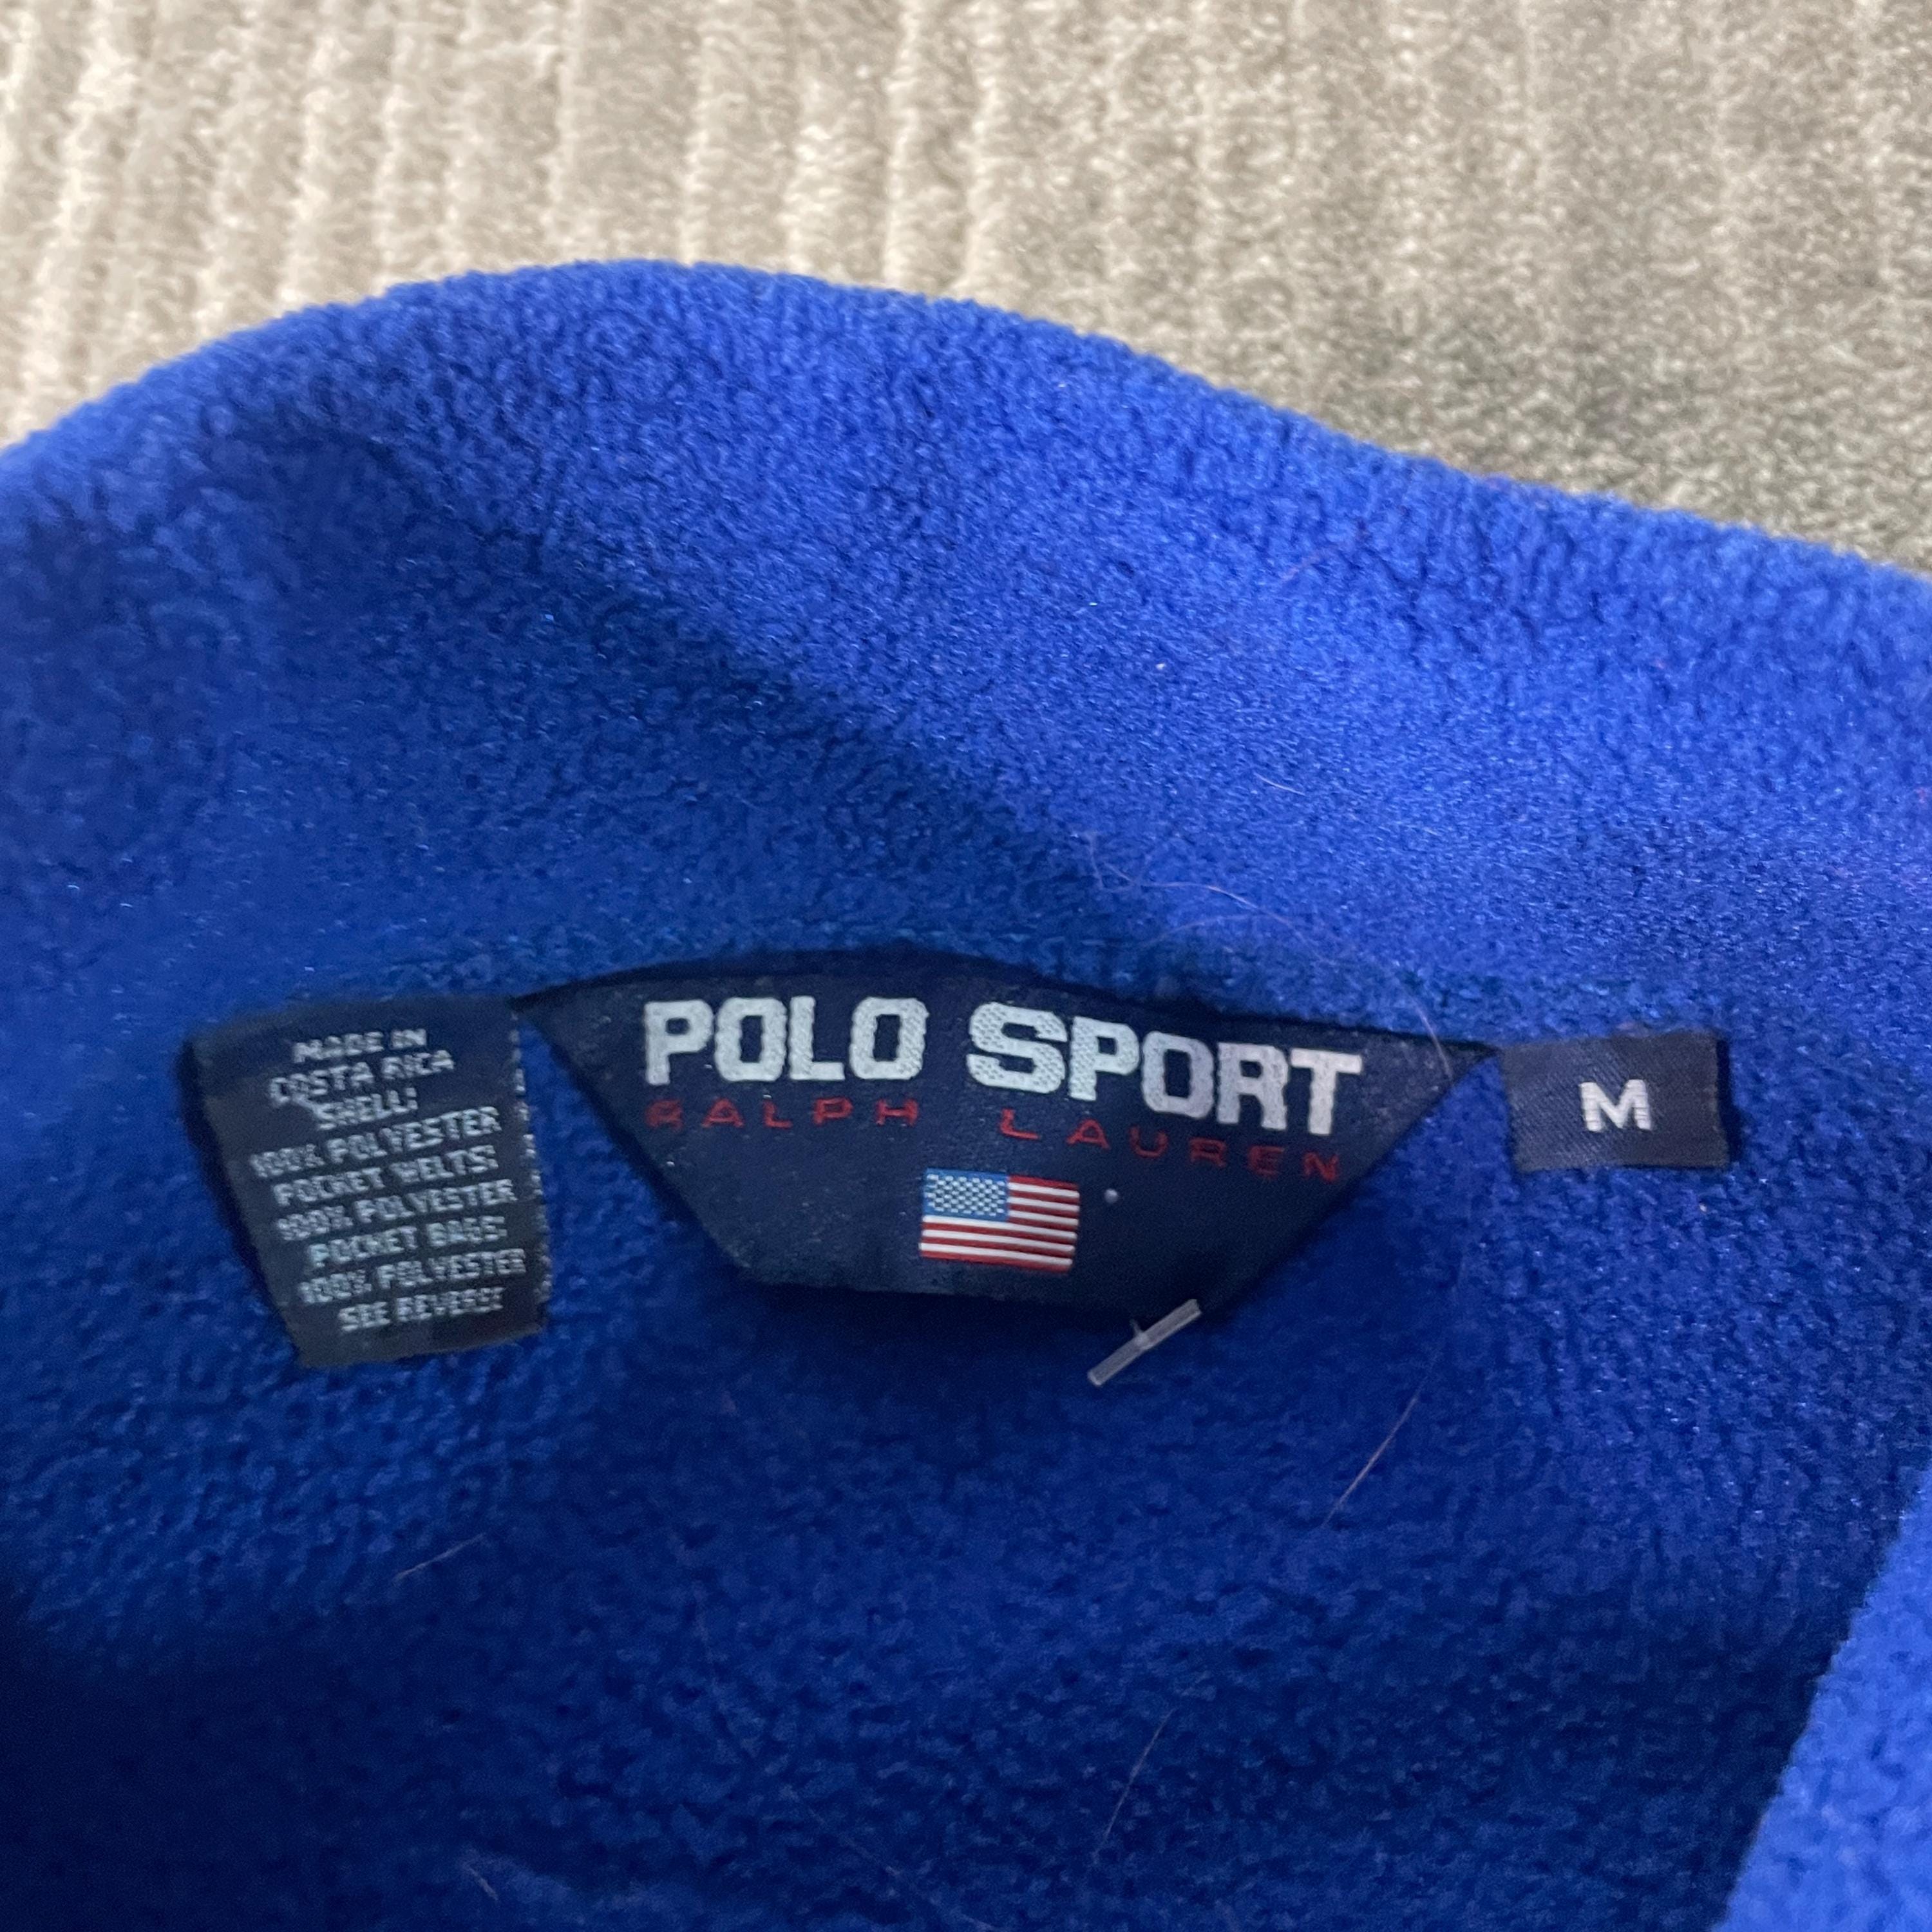 MADE IN
COSTA RICA
SHELL:
100% POLYESTER
POCKET WELTS:
100% POLYESTER
POCKET BAGS:
100% POLYESTER
SEE REVERSE
POLO SPORT
RALPH LAUREN
M